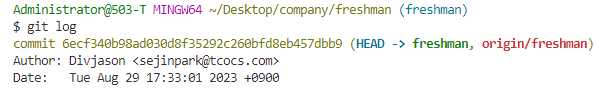 Administrator@503-T MINGW64 ~/Desktop/company/freshman (freshman)
$ git log
commit 6ecf340b98ad030d8f35292c260bfd8eb457dbb9 (HEAD -> freshman, origin/freshman)
Author: Divjason <sejinpark@tcocs.com>
Date:   Tue Aug 29 17:33:01 2023 +0900